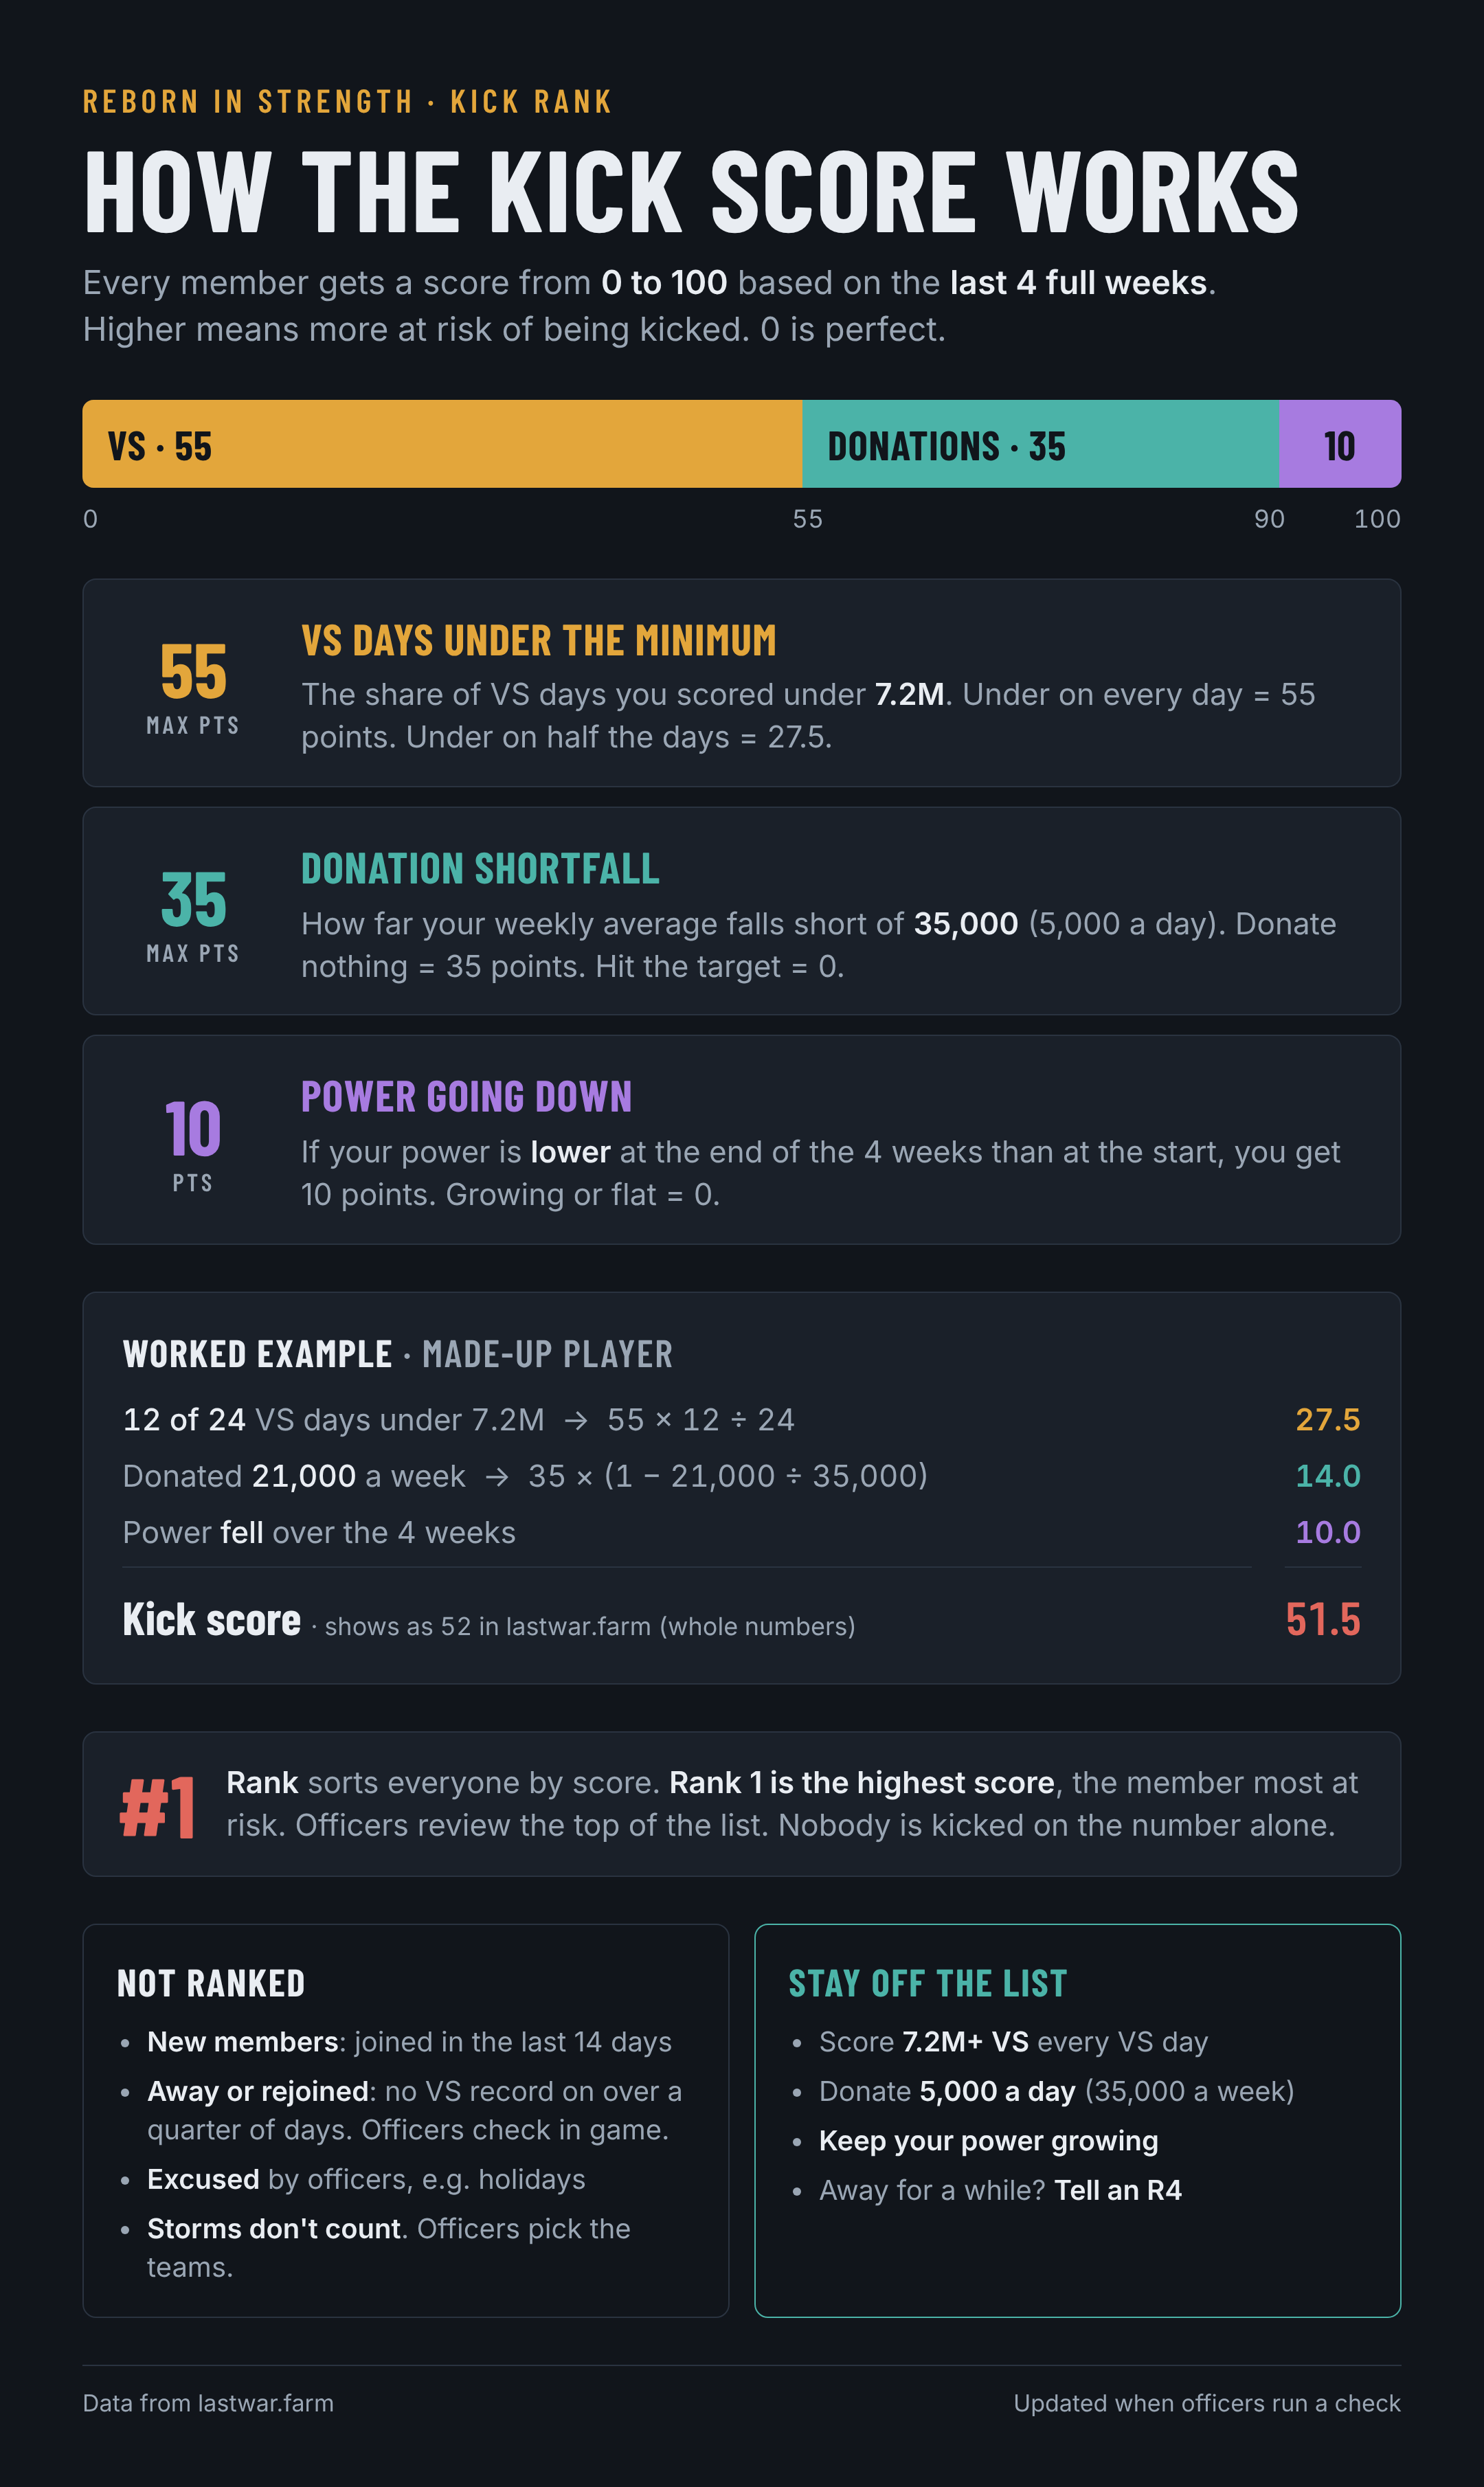 REBORN IN STRENGTH · KICK RANK
HOW THE KICK SCORE WORKS
Every member gets a score from 0 to 100 based on the last 4 full weeks.
Higher means more at risk of being kicked. 0 is perfect.
VS · 55
DONATIONS · 35
10
0
55
90
100
55
MAX PTS
VS DAYS UNDER THE MINIMUM
The share of VS days you scored under 7.2M. Under on every day = 55
points. Under on half the days = 27.5.
35
MAX PTS
DONATION SHORTFALL
How far your weekly average falls short of 35,000 (5,000 a day). Donate
nothing = 35 points. Hit the target = 0.
10
PTS
POWER GOING DOWN
If your power is lower at the end of the 4 weeks than at the start, you get
10 points. Growing or flat = 0.
WORKED EXAMPLE · MADE-UP PLAYER
12 of 24 VS days under 7.2M → 55 × 12 ÷ 24 27.5
Donated 21,000 a week → 35 × (1 − 21,000 ÷ 35,000) 14.0
Power fell over the 4 weeks 10.0
Kick score · shows as 52 in lastwar.farm (whole numbers) 51.5
#1
Rank sorts everyone by score. Rank 1 is the highest score, the member most at
risk. Officers review the top of the list. Nobody is kicked on the number alone.
NOT RANKED
• New members: joined in the last 14 days
• Away or rejoined: no VS record on over a
quarter of days. Officers check in game.
• Excused by officers, e.g. holidays
• Storms don't count. Officers pick the
teams.
STAY OFF THE LIST
• Score 7.2M+ VS every VS day
• Donate 5,000 a day (35,000 a week)
• Keep your power growing
• Away for a while? Tell an R4
Data from lastwar.farm
Updated when officers run a check